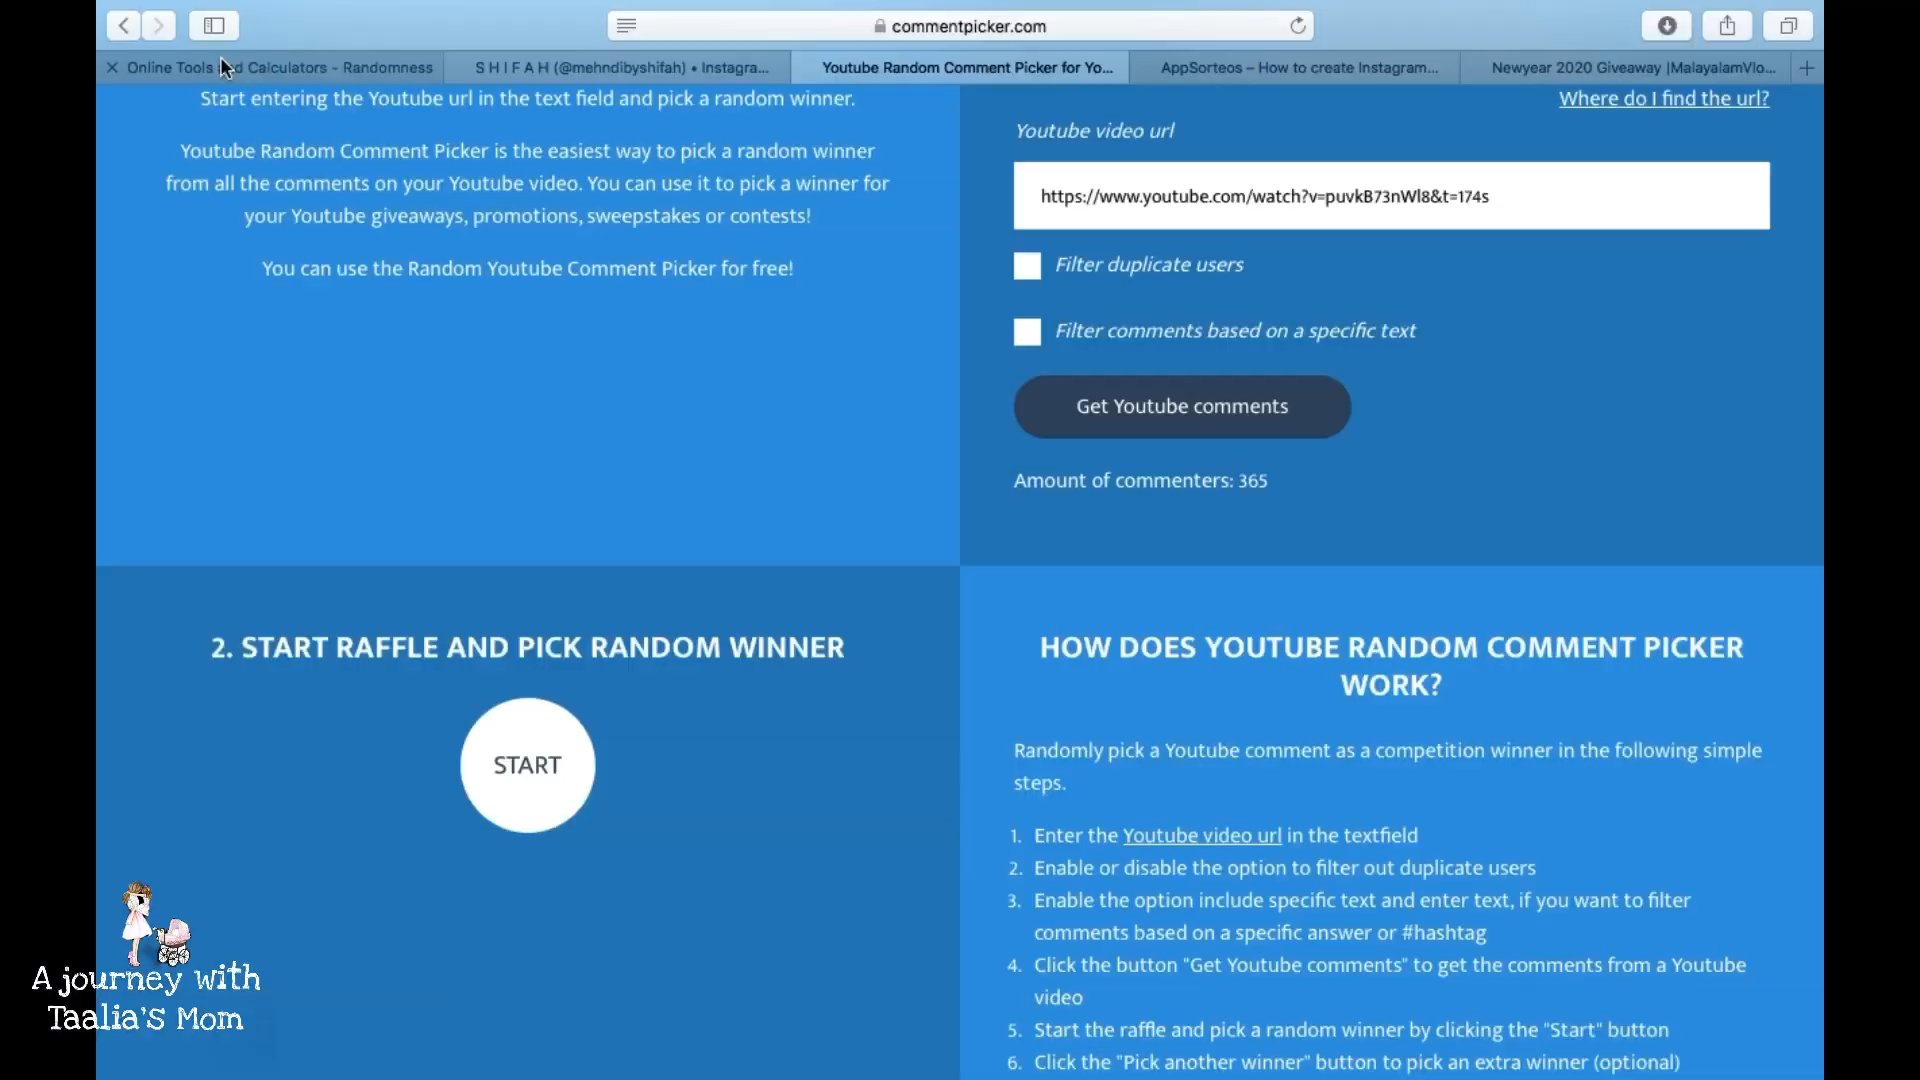 commentpicker.com
Online Tools and Calculators - Randomness
S H I F A H (@mehndibyshifah) • Instagra...
Youtube Random Comment Picker for Yo...
AppSorteos – How to create Instagram...
Newyear 2020 Giveaway |MalayalamVlo...
Start entering the Youtube url in the text field and pick a random winner.
Youtube Random Comment Picker is the easiest way to pick a random winner
from all the comments on your Youtube video. You can use it to pick a winner for
your Youtube giveaways, promotions, sweepstakes or contests!
You can use the Random Youtube Comment Picker for free!
Where do I find the url?
Youtube video url
https://www.youtube.com/watch?v=puvkB73nWl8&t=174s
Filter duplicate users
Filter comments based on a specific text
Get Youtube comments
Amount of commenters: 365
2. START RAFFLE AND PICK RANDOM WINNER
START
HOW DOES YOUTUBE RANDOM COMMENT PICKER
WORK?
Randomly pick a Youtube comment as a competition winner in the following simple
steps.
1. Enter the Youtube video url in the textfield
2. Enable or disable the option to filter out duplicate users
3. Enable the option include specific text and enter text, if you want to filter
comments based on a specific answer or #hashtag
4. Click the button "Get Youtube comments" to get the comments from a Youtube
video
5. Start the raffle and pick a random winner by clicking the "Start" button
6. Click the "Pick another winner" button to pick an extra winner (optional)
A journey with
Taalia's Mom